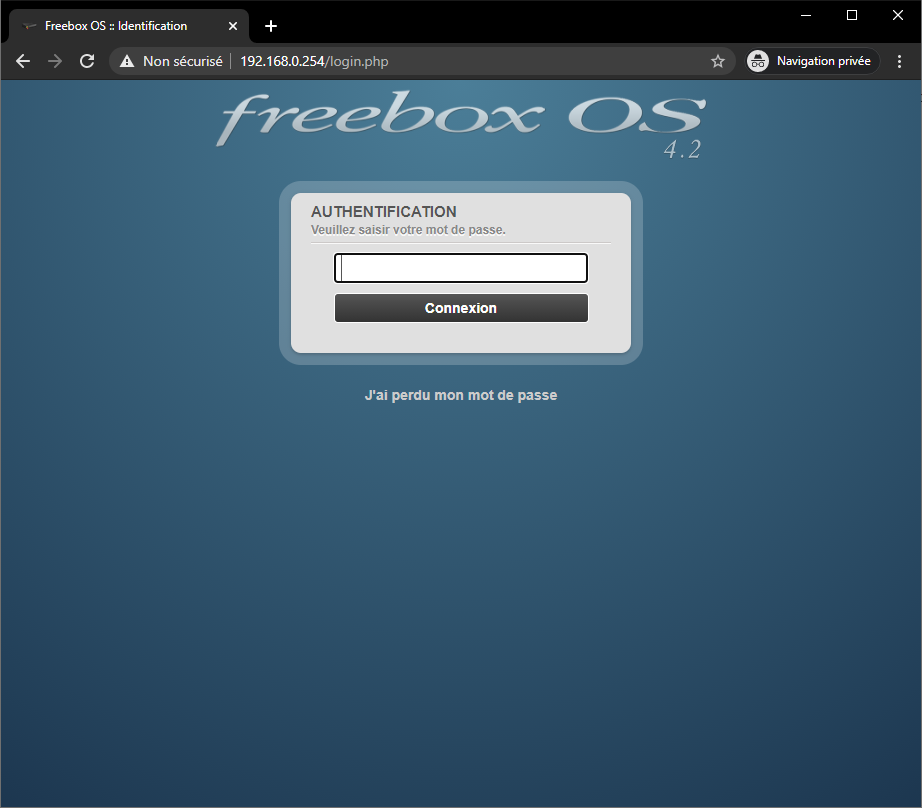 Freebox OS :: Identification
Non sécurisé
192.168.0.254/login.php
Navigation privée
freebox OS
4.2
AUTHENTIFICATION
Veuillez saisir votre mot de passe.
Connexion
J'ai perdu mon mot de passe